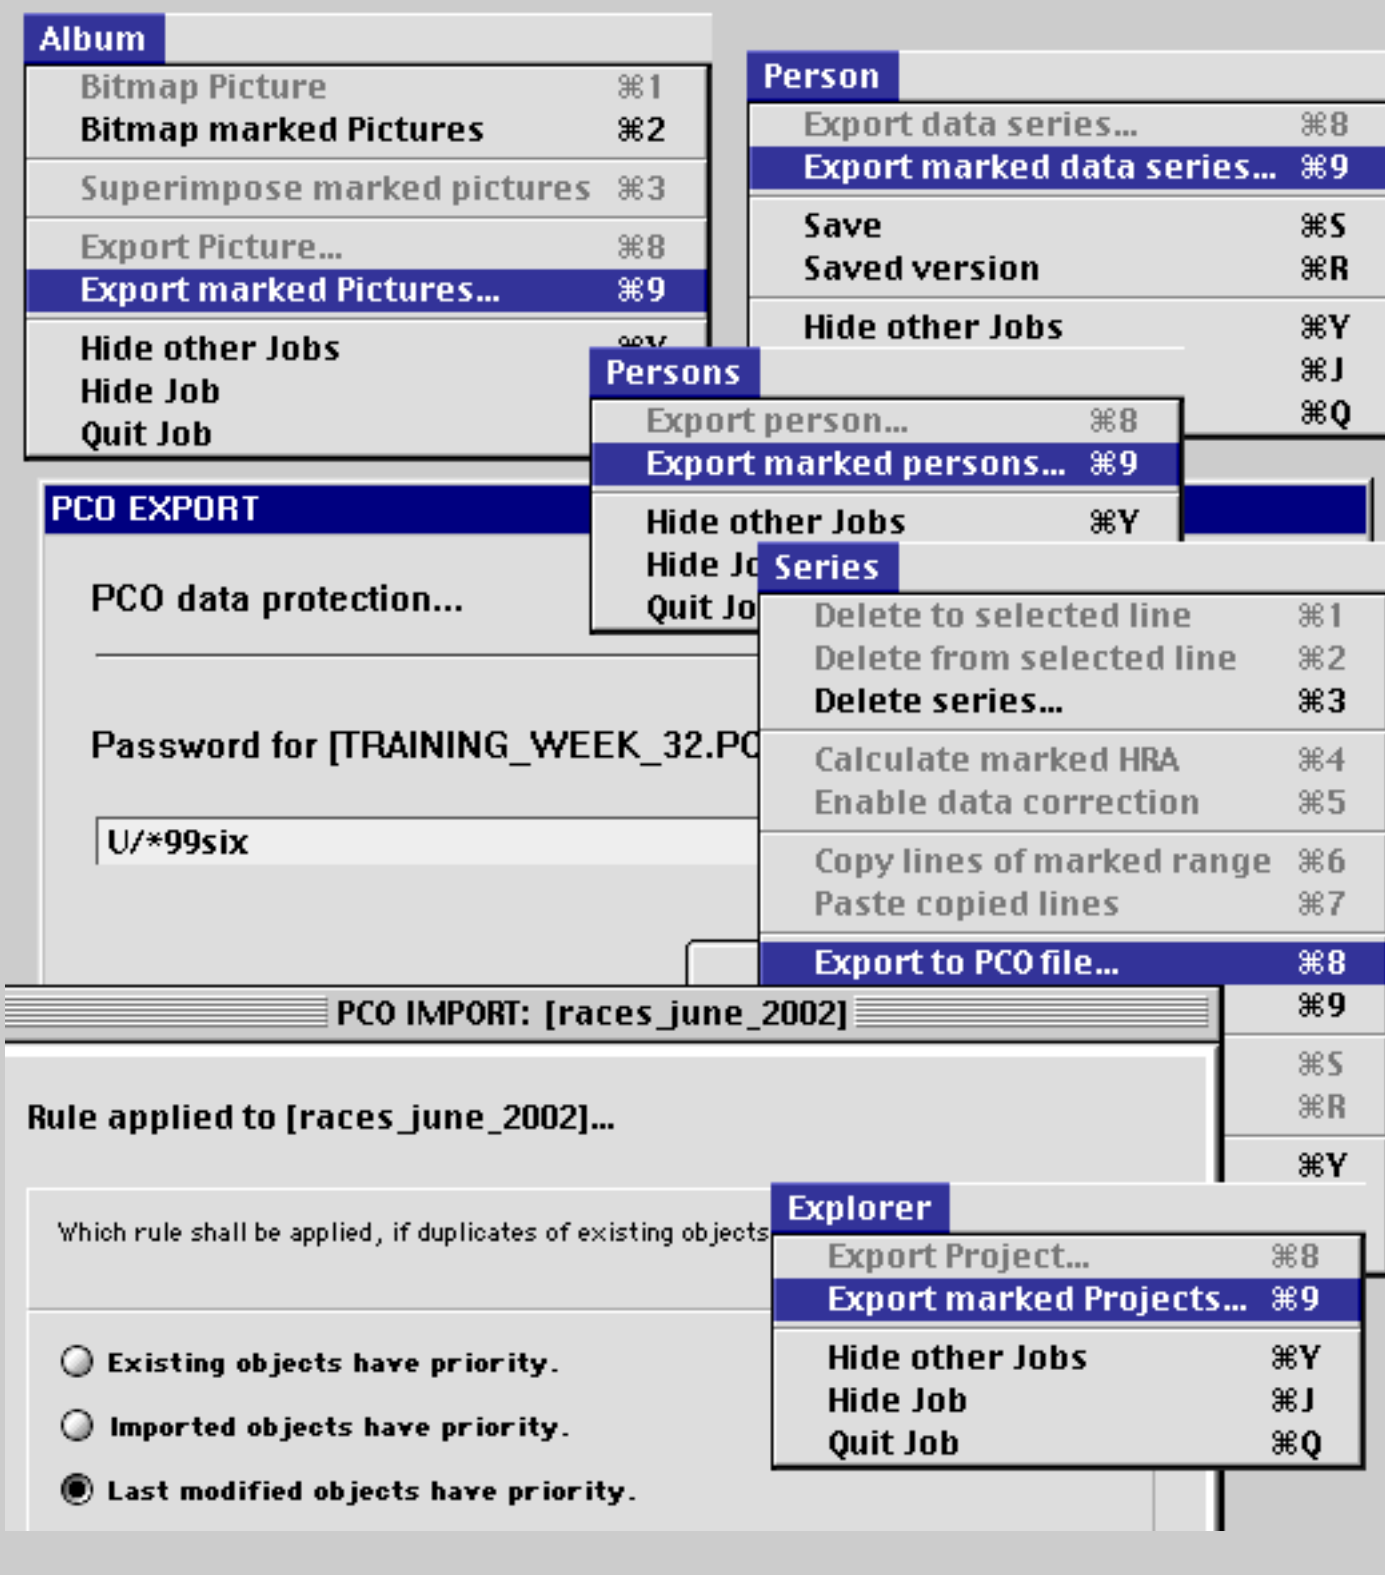 Album
Bitmap Picture ⌘1
Bitmap marked Pictures ⌘2
Superimpose marked pictures ⌘3
Export Picture... ⌘8
Export marked Pictures... ⌘9
Hide other Jobs ⌘Y
Hide Job
Quit Job
Person
Export data series... ⌘8
Export marked data series... ⌘9
Save ⌘S
Saved version ⌘R
Hide other Jobs ⌘Y
⌘J
⌘Q
Persons
Export person... ⌘8
Export marked persons... ⌘9
Hide other Jobs ⌘Y
Hide Jo
Quit Jo
PCO EXPORT
PCO data protection...
Password for [TRAINING_WEEK_32.PC
U/*99six
Series
Delete to selected line ⌘1
Delete from selected line ⌘2
Delete series... ⌘3
Calculate marked HRA ⌘4
Enable data correction ⌘5
Copy lines of marked range ⌘6
Paste copied lines ⌘7
Export to PCO file... ⌘8
⌘9
⌘S
⌘R
⌘Y
PCO IMPORT: [races_june_2002]
Rule applied to [races_june_2002]...
Which rule shall be applied, if duplicates of existing objects
Existing objects have priority.
Imported objects have priority.
Last modified objects have priority.
Explorer
Export Project... ⌘8
Export marked Projects... ⌘9
Hide other Jobs ⌘Y
Hide Job ⌘J
Quit Job ⌘Q